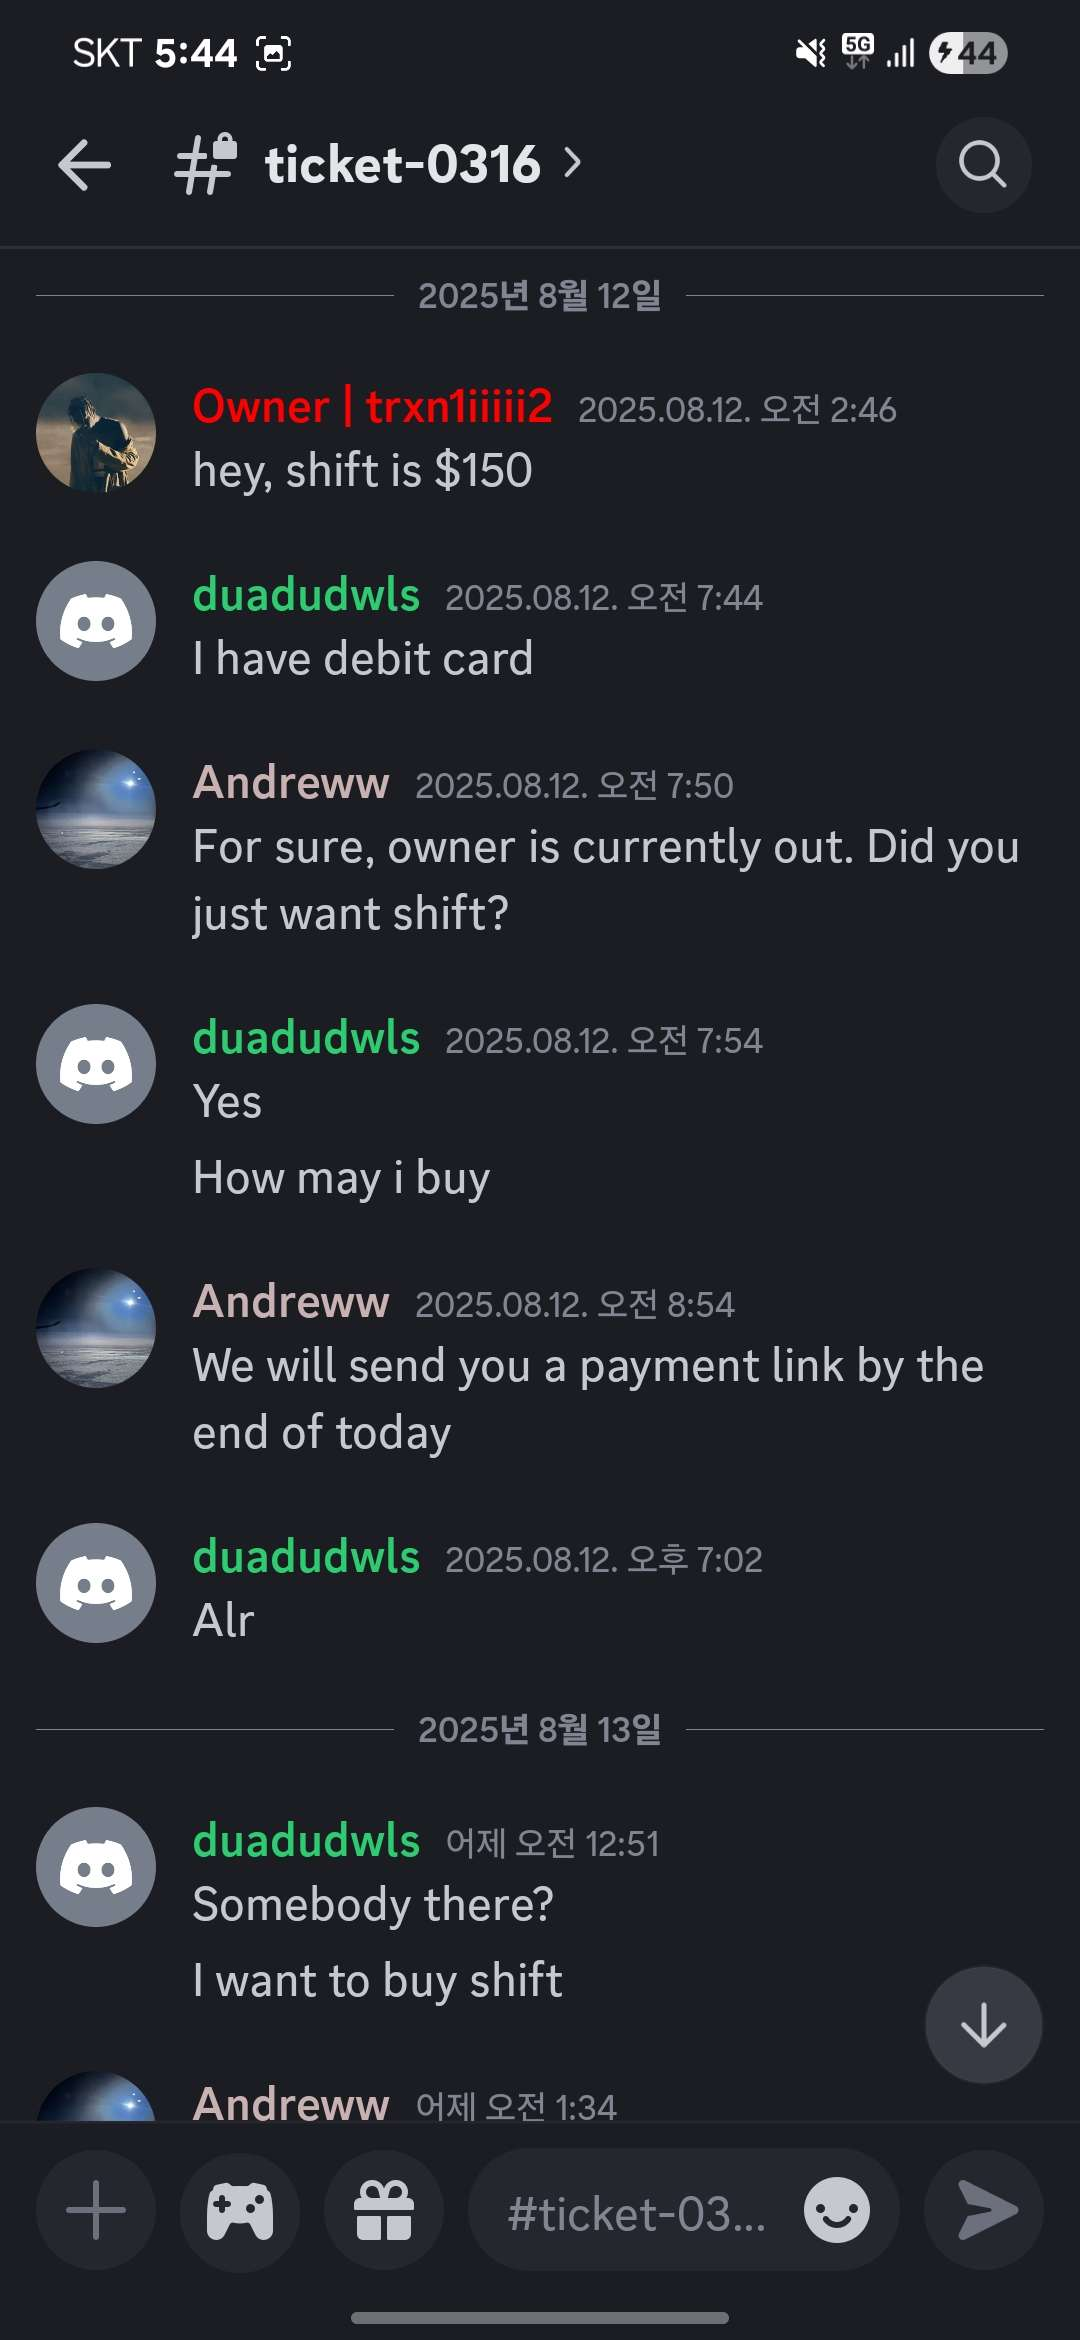 SKT 5:44
5G
44
ticket-0316
2025년 8월 12일
Owner | trxn1iiiii2 2025.08.12. 오전 2:46
hey, shift is $150
duadudwls 2025.08.12. 오전 7:44
I have debit card
Andreww 2025.08.12. 오전 7:50
For sure, owner is currently out. Did you
just want shift?
duadudwls 2025.08.12. 오전 7:54
Yes
How may i buy
Andreww 2025.08.12. 오전 8:54
We will send you a payment link by the
end of today
duadudwls 2025.08.12. 오후 7:02
Alr
2025년 8월 13일
duadudwls 어제 오전 12:51
Somebody there?
I want to buy shift
Andreww 어제 오전 1:34
#ticket-03...